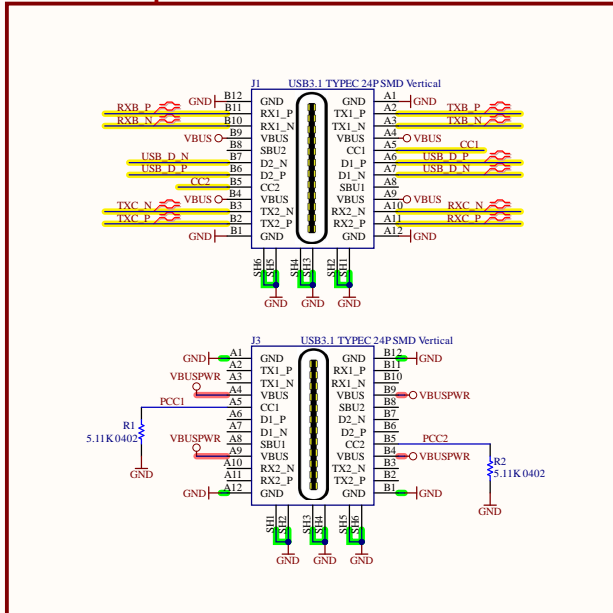 J1 USB3.1 TYPEC 24P SMD Vertical
GND B12 GND GND A1 GND
RXB_P B11 RX1_P TX1_P A2 TXB_P
RXB_N B10 RX1_N TX1_N A3 TXB_N
VBUS B9 VBUS VBUS A4 VBUS
B8 SBU2 CC1 A5 CC1
USB_D_N B7 D2_N D1_P A6 USB_D_P
USB_D_P B6 D2_P D1_N A7 USB_D_N
CC2 B5 CC2 SBU1 A8
VBUS B4 VBUS VBUS A9 VBUS
TXC_N B3 TX2_N RX2_N A10 RXC_N
TXC_P B2 TX2_P RX2_P A11 RXC_P
GND B1 GND GND A12 GND
SH6 SH5 SH4 SH3 SH2 SH1
GND GND GND
J3 USB3.1 TYPEC 24P SMD Vertical
GND A1 GND GND B12 GND
A2 TX1_P RX1_P B11
A3 TX1_N RX1_N B10
VBUSPWR A4 VBUS VBUS B9 VBUSPWR
PCC1 A5 CC1 SBU2 B8
A6 D1_P D2_N B7
A7 D1_N D2_P B6
A8 SBU1 CC2 B5 PCC2
VBUSPWR A9 VBUS VBUS B4 VBUSPWR
A10 RX2_N TX2_N B3
A11 RX2_P TX2_P B2
GND A12 GND GND B1 GND
R1
5.11K 0402
GND
R2
5.11K 0402
GND
SH1 SH2 SH3 SH4 SH5 SH6
GND GND GND